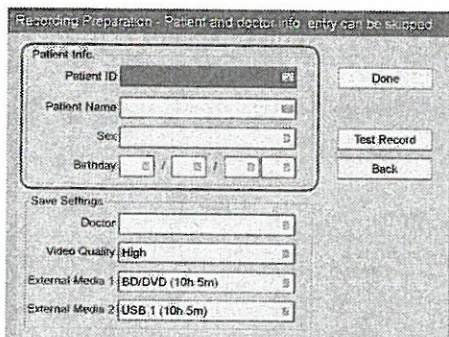 Recording Preparation - Patient and doctor info. entry can be skipped
Patient Info.
Patient ID
Done
Patient Name
Sex
Test Record
Birthday / /
Back
Save Settings
Doctor
Video Quality High
External Media 1 BD/DVD (10h 5m)
External Media 2 USB 1 (10h 5m)